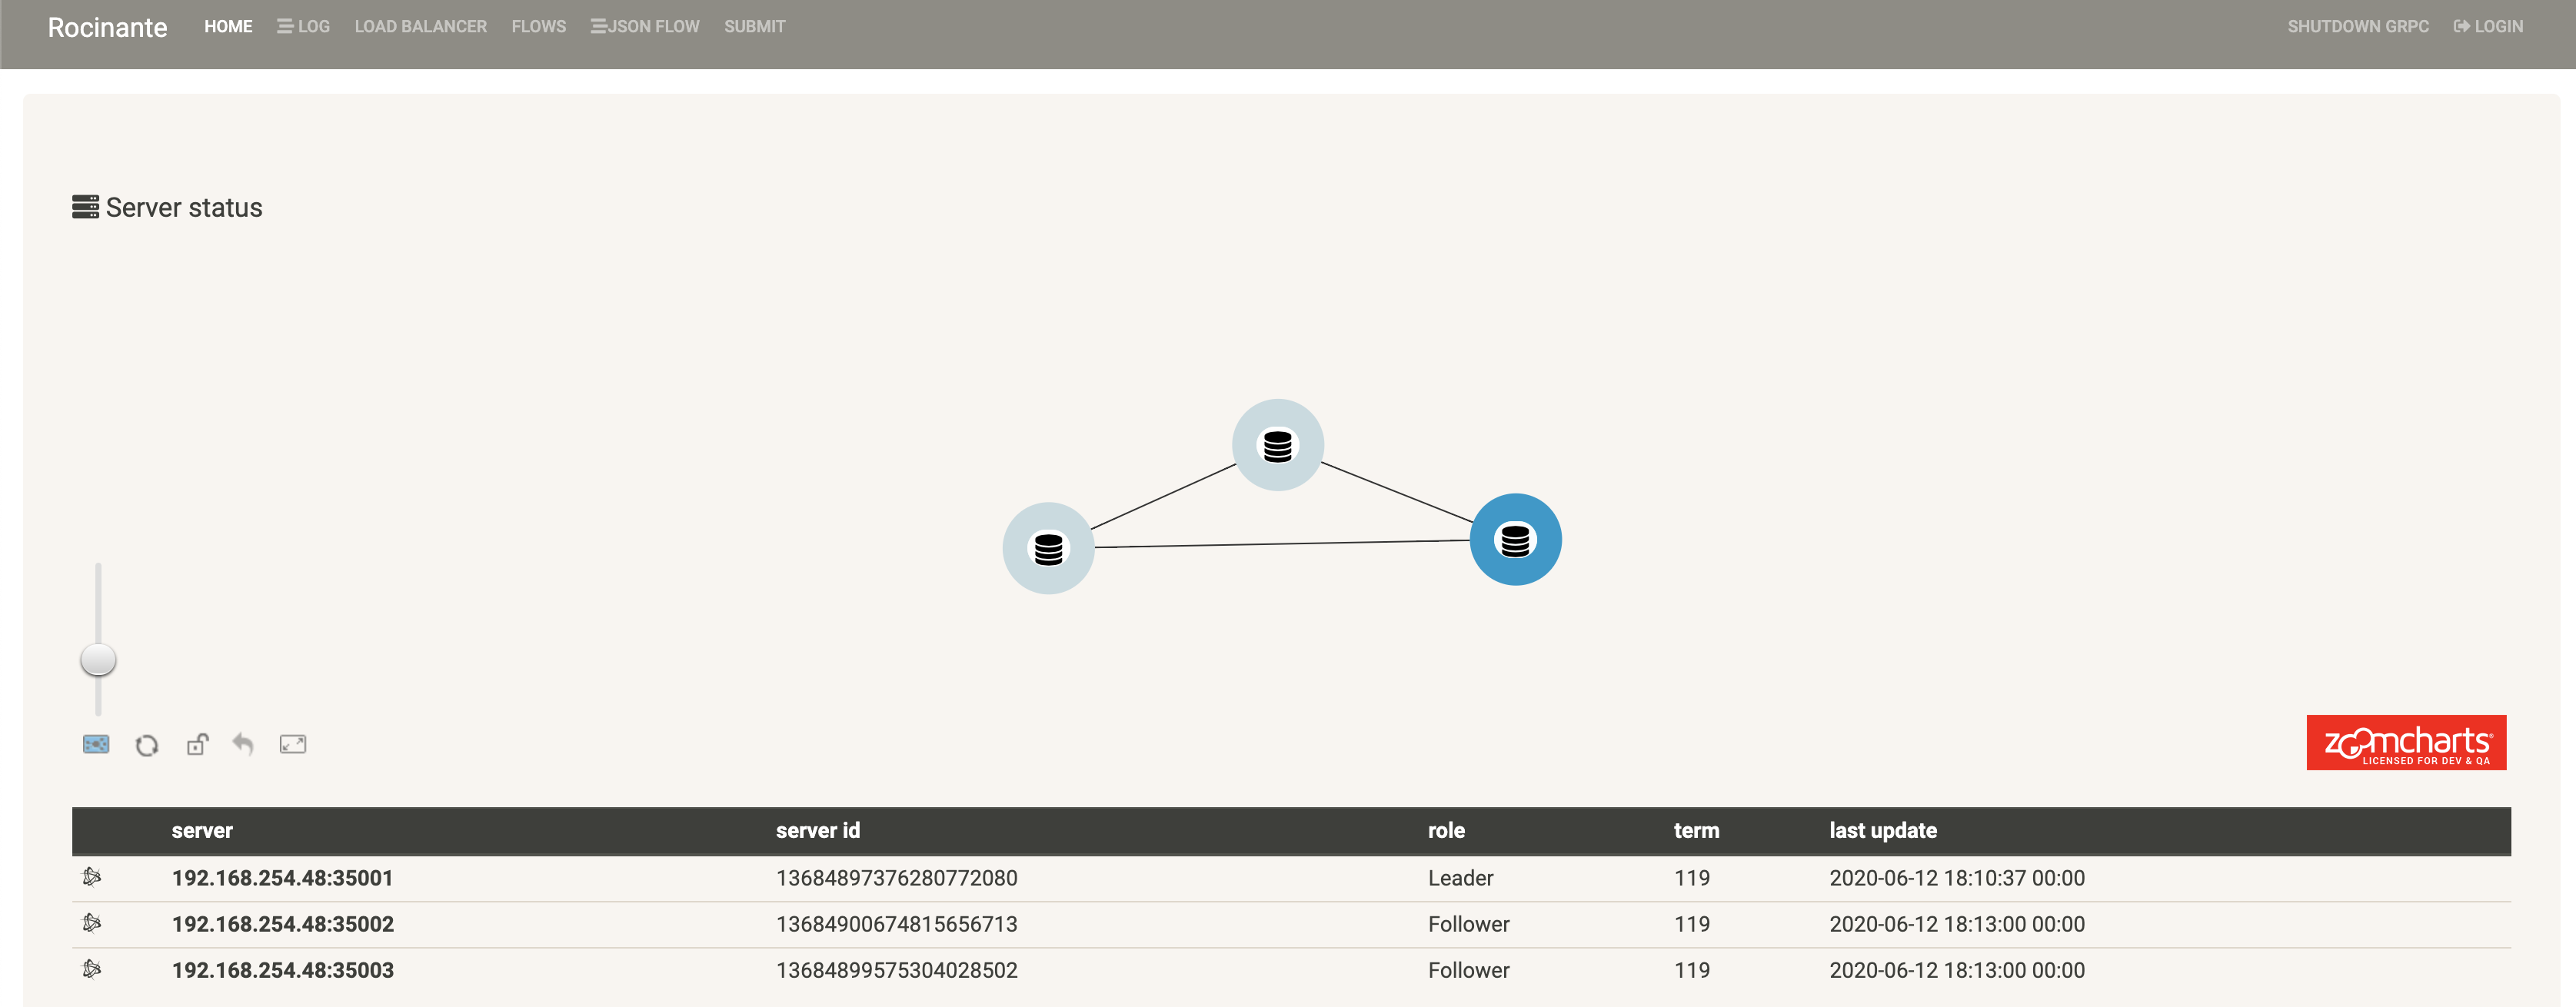 Rocinante HOME LOG LOAD BALANCER FLOWS JSON FLOW SUBMIT SHUTDOWN GRPC LOGIN
Server status
zoomcharts®
LICENSED FOR DEV & QA
server server id role term last update
192.168.254.48:35001 13684897376280772080 Leader 119 2020-06-12 18:10:37 00:00
192.168.254.48:35002 13684900674815656713 Follower 119 2020-06-12 18:13:00 00:00
192.168.254.48:35003 13684899575304028502 Follower 119 2020-06-12 18:13:00 00:00